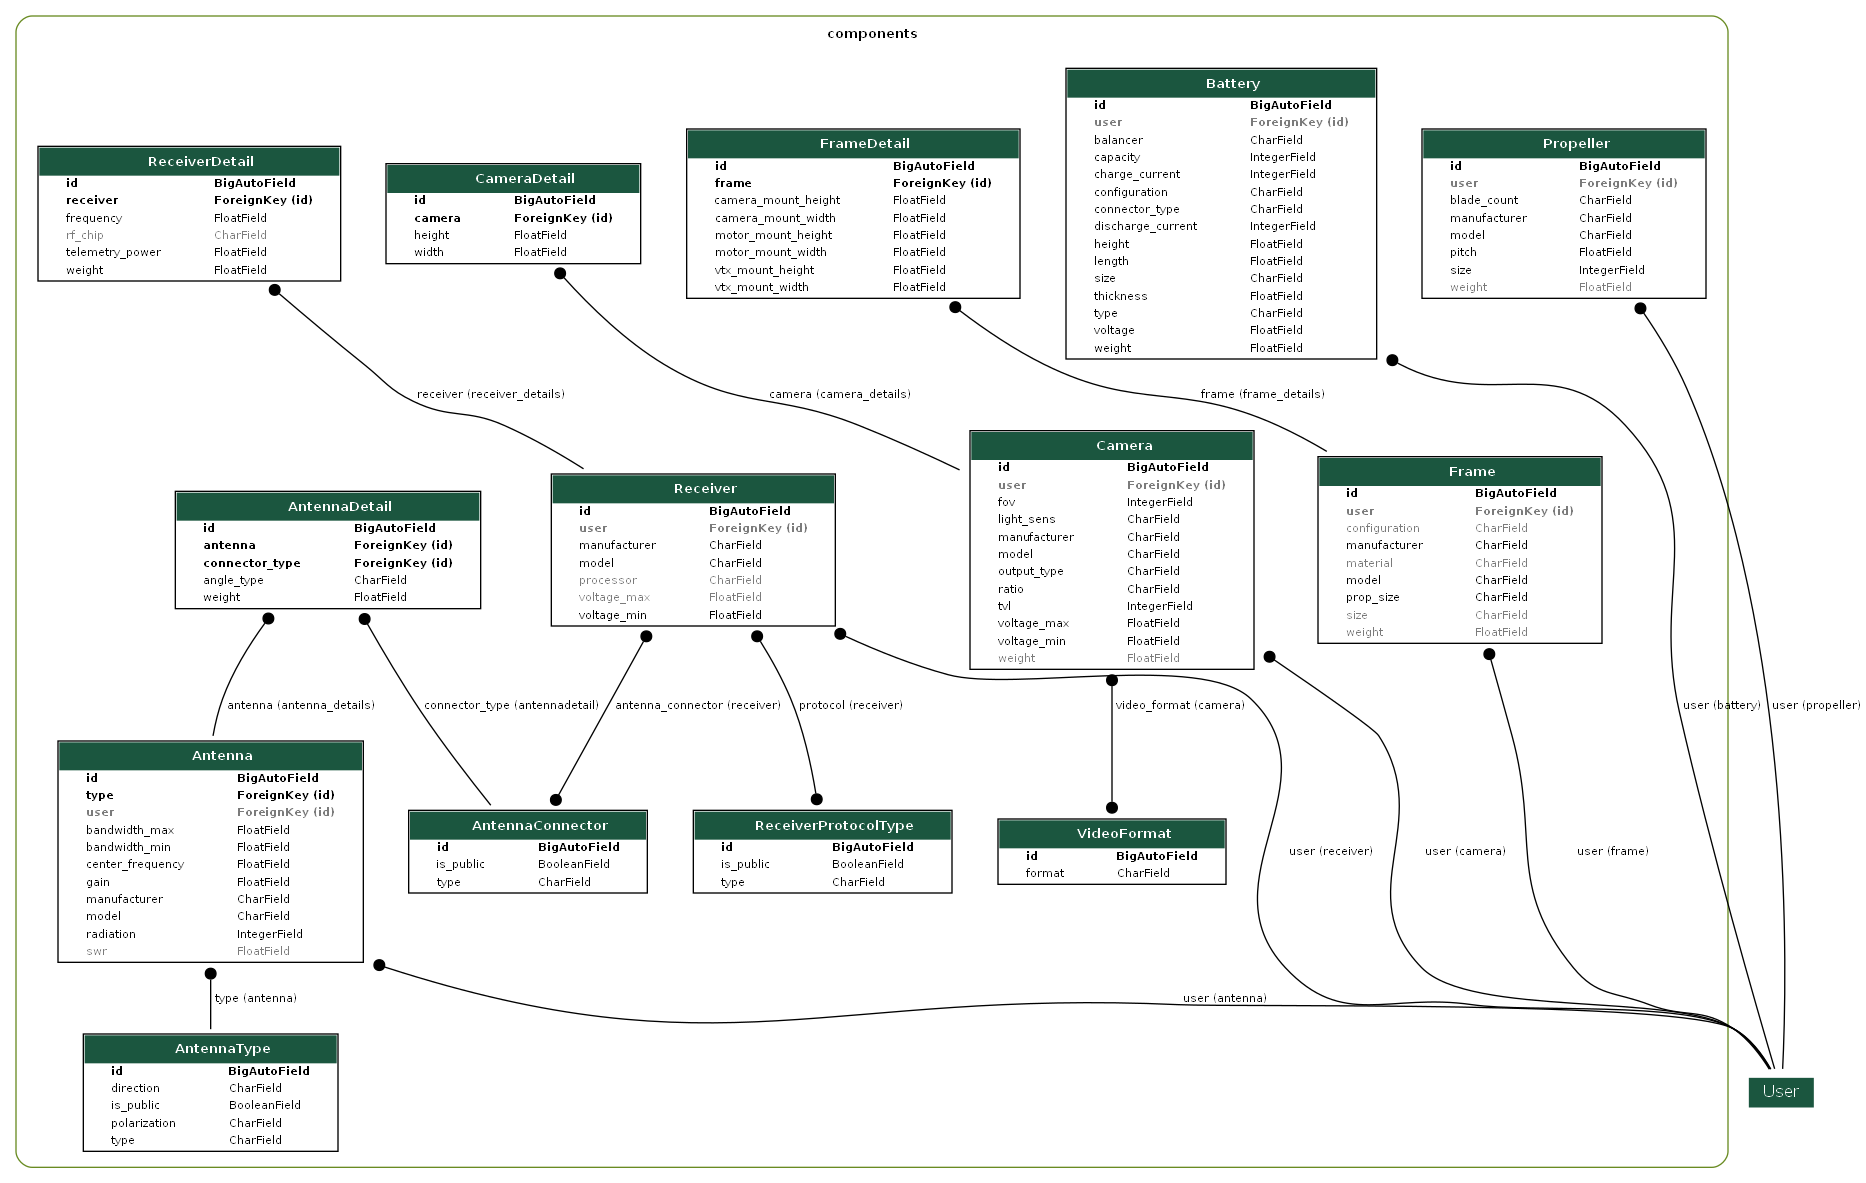 components
Battery
id BigAutoField
user ForeignKey (id)
balancer CharField
capacity IntegerField
charge_current IntegerField
configuration CharField
connector_type CharField
discharge_current IntegerField
height FloatField
length FloatField
size CharField
thickness FloatField
type CharField
voltage FloatField
weight FloatField
ReceiverDetail
id BigAutoField
receiver ForeignKey (id)
frequency FloatField
rf_chip CharField
telemetry_power FloatField
weight FloatField
CameraDetail
id BigAutoField
camera ForeignKey (id)
height FloatField
width FloatField
FrameDetail
id BigAutoField
frame ForeignKey (id)
camera_mount_height FloatField
camera_mount_width FloatField
motor_mount_height FloatField
motor_mount_width FloatField
vtx_mount_height FloatField
vtx_mount_width FloatField
Propeller
id BigAutoField
user ForeignKey (id)
blade_count CharField
manufacturer CharField
model CharField
pitch FloatField
size IntegerField
weight FloatField
receiver (receiver_details)
camera (camera_details)
frame (frame_details)
AntennaDetail
id BigAutoField
antenna ForeignKey (id)
connector_type ForeignKey (id)
angle_type CharField
weight FloatField
Receiver
id BigAutoField
user ForeignKey (id)
manufacturer CharField
model CharField
processor CharField
voltage_max FloatField
voltage_min FloatField
Camera
id BigAutoField
user ForeignKey (id)
fov IntegerField
light_sens CharField
manufacturer CharField
model CharField
output_type CharField
ratio CharField
tvl IntegerField
voltage_max FloatField
voltage_min FloatField
weight FloatField
Frame
id BigAutoField
user ForeignKey (id)
configuration CharField
manufacturer CharField
material CharField
model CharField
prop_size CharField
size CharField
weight FloatField
antenna (antenna_details)
connector_type (antennadetail)
antenna_connector (receiver)
protocol (receiver)
video_format (camera)
user (battery)
user (propeller)
Antenna
id BigAutoField
type ForeignKey (id)
user ForeignKey (id)
bandwidth_max FloatField
bandwidth_min FloatField
center_frequency FloatField
gain FloatField
manufacturer CharField
model CharField
radiation IntegerField
swr FloatField
AntennaConnector
id BigAutoField
is_public BooleanField
type CharField
ReceiverProtocolType
id BigAutoField
is_public BooleanField
type CharField
VideoFormat
id BigAutoField
format CharField
user (receiver)
user (camera)
user (frame)
type (antenna)
user (antenna)
AntennaType
id BigAutoField
direction CharField
is_public BooleanField
polarization CharField
type CharField
User